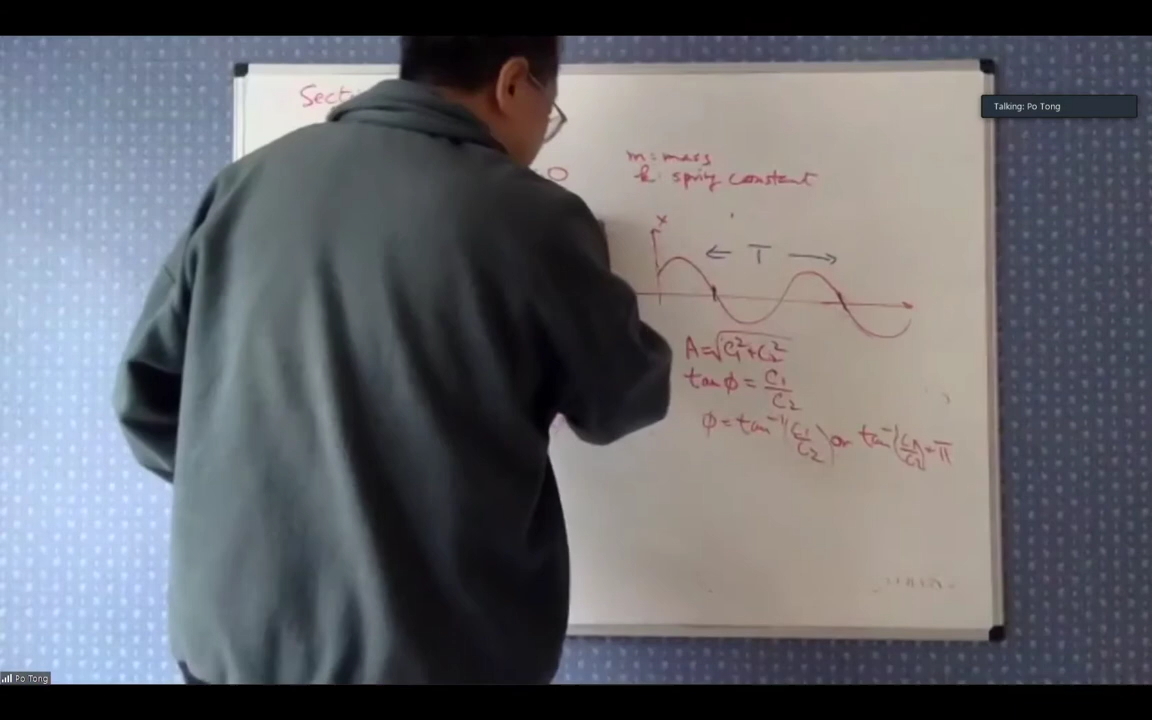 Talking: Po Tong
Sect
=0
m: mass
k: spring constant
x
← T →
A=√C₁²+C₂²
tan ϕ = C₁/C₂
ϕ = tan⁻¹(C₁/C₂) or tan⁻¹(C₁/C₂)-π
Po Tong